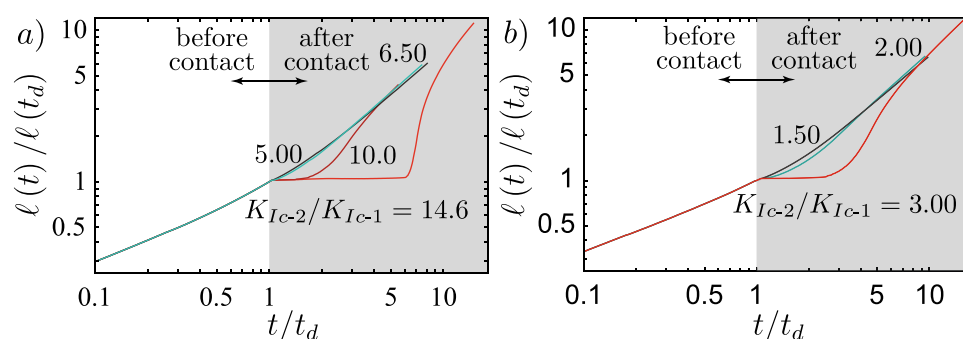 a)
10
5
1
0.5
ℓ (t) /ℓ (t_d)
before
contact
after
contact
6.50
5.00
10.0
K_{Ic-2}/K_{Ic-1} = 14.6
0.1
0.5
1
5
10
t/t_d
b)
10
5
1
0.5
ℓ (t) /ℓ (t_d)
before
contact
after
contact
2.00
1.50
K_{Ic-2}/K_{Ic-1} = 3.00
0.1
0.5
1
5
10
t/t_d